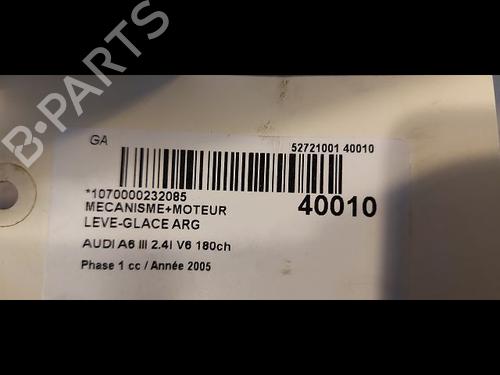 B-PARTS
GA
52721001 40010
*1070000232085
40010
MECANISME+MOTEUR
LEVE-GLACE ARG
AUDI A6 III 2.4I V6 180ch
Phase 1 cc / Année 2005